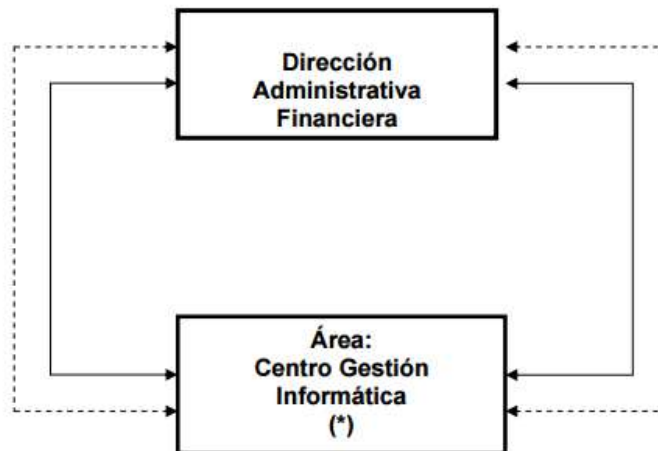 Dirección
Administrativa
Financiera
Área:
Centro Gestión
Informática
(*)